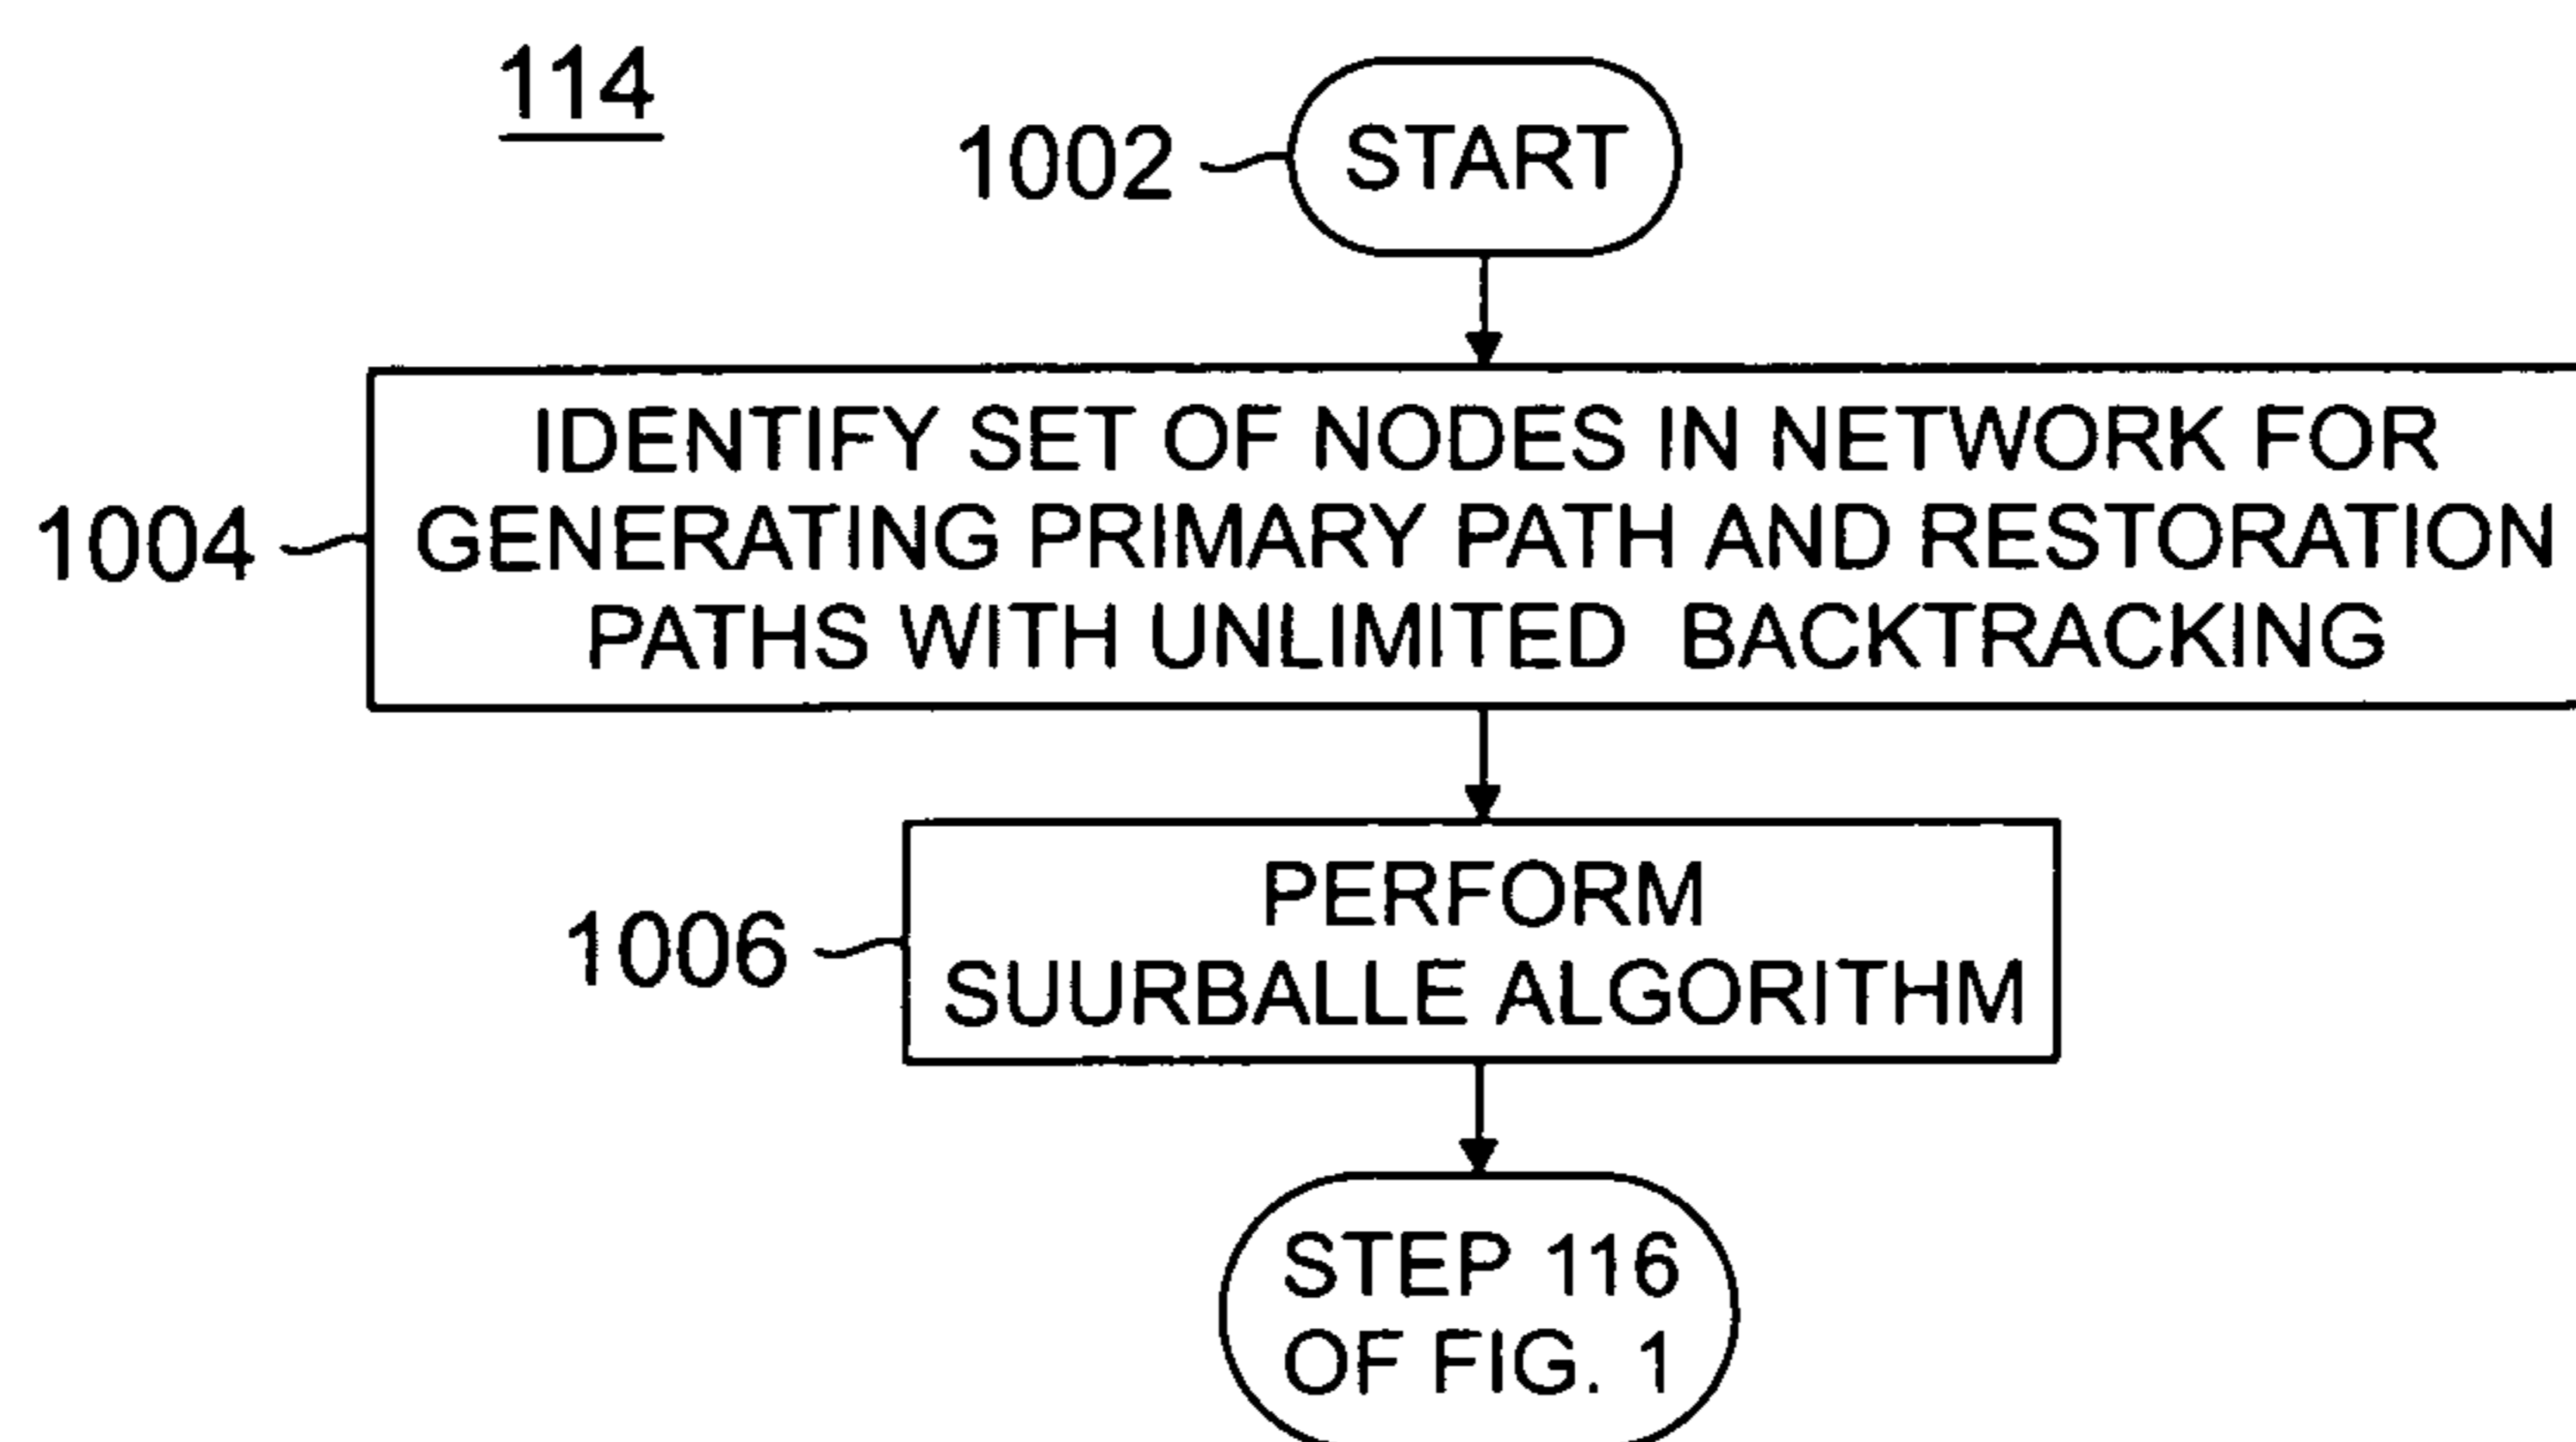 114
1002
START
1004
IDENTIFY SET OF NODES IN NETWORK FOR
GENERATING PRIMARY PATH AND RESTORATION
PATHS WITH UNLIMITED BACKTRACKING
1006
PERFORM
SUURBALLE ALGORITHM
STEP 116
OF FIG. 1